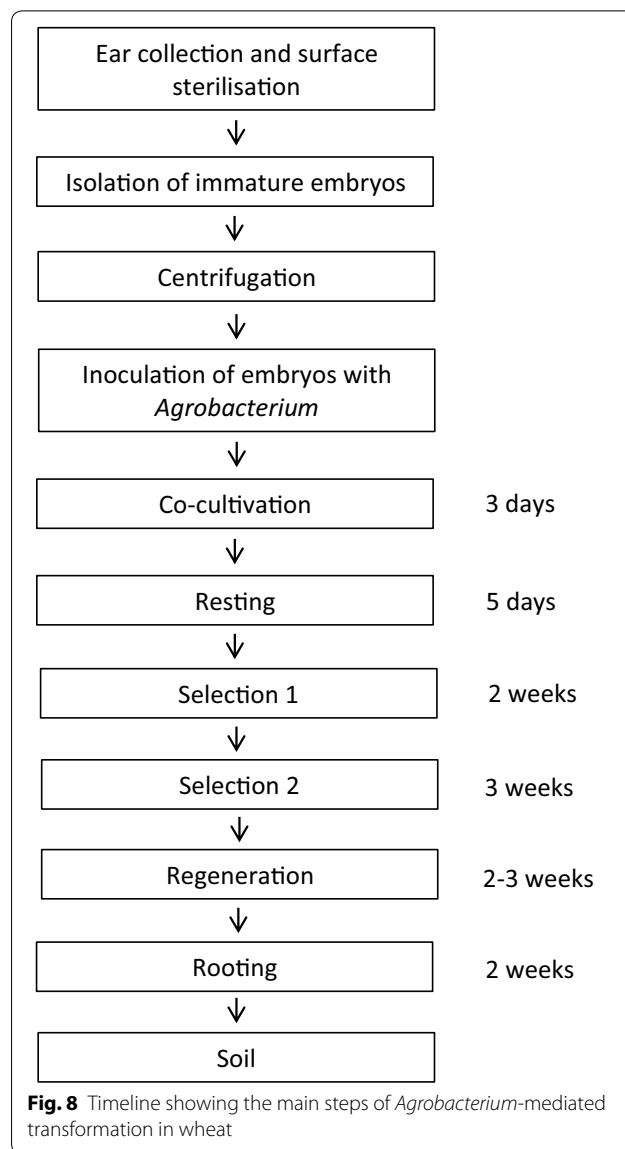 Ear collection and surface
sterilisation
Isolation of immature embryos
Centrifugation
Inoculation of embryos with
Agrobacterium
Co-cultivation 3 days
Resting 5 days
Selection 1 2 weeks
Selection 2 3 weeks
Regeneration 2-3 weeks
Rooting 2 weeks
Soil
Fig. 8 Timeline showing the main steps of Agrobacterium-mediated
transformation in wheat